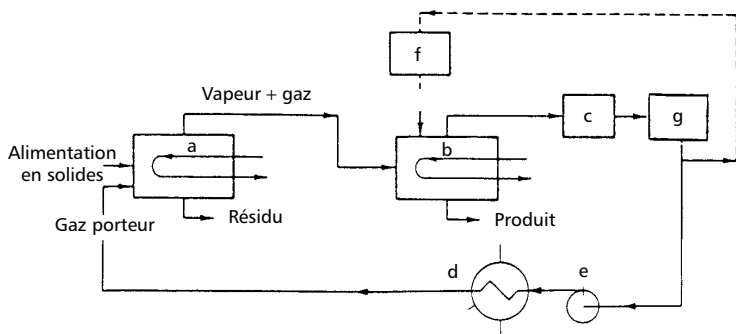 f
Vapeur + gaz
c
g
a
b
Alimentation
en solides
Résidu
Produit
Gaz porteur
d
e